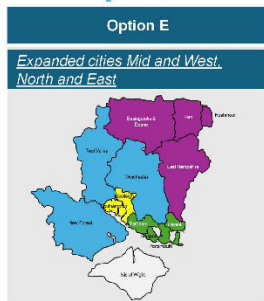 Option E
Expanded cities Mid and West,
North and East
Basingstoke &
Deane
Hart
Rushmoor
Test Valley
East Hampshire
Winchester
New Forest
Havant
Portsmouth
Isle of Wight